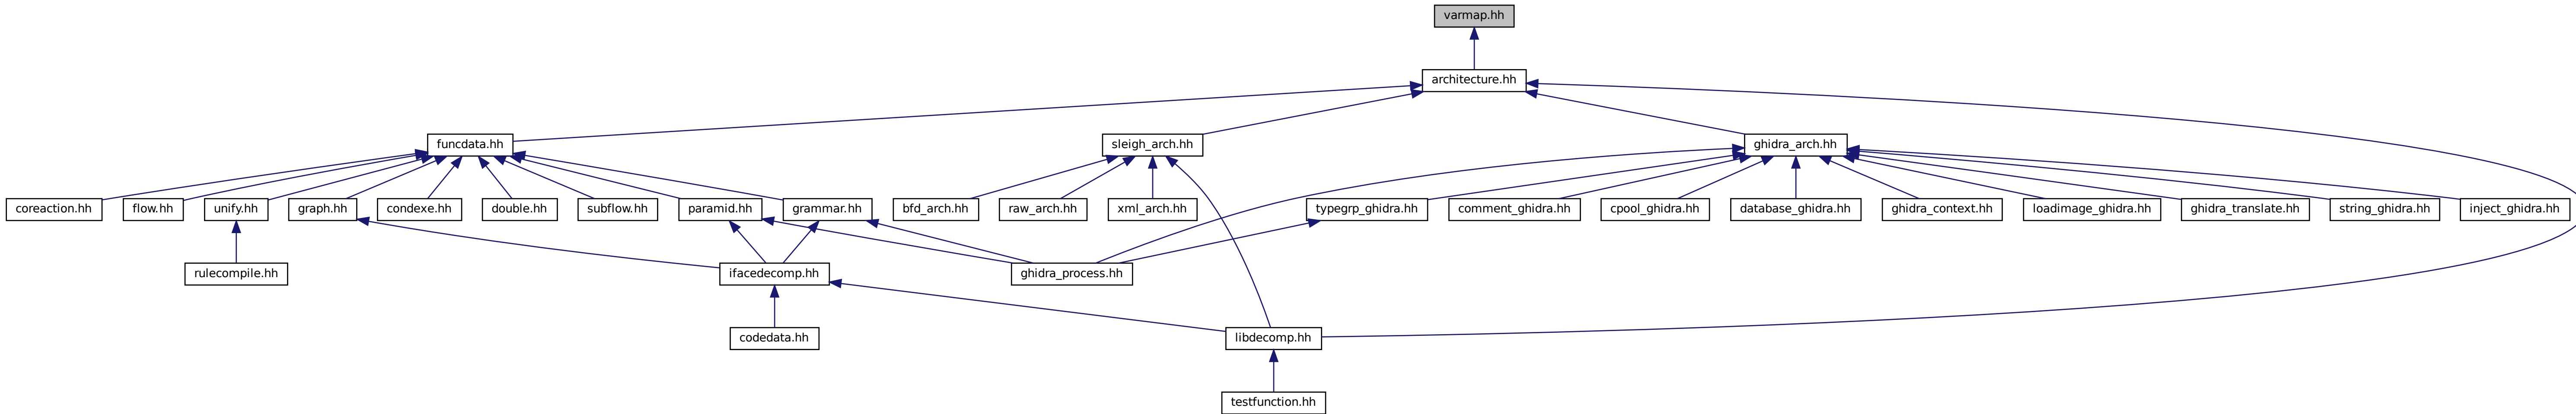 varmap.hh
architecture.hh
funcdata.hh
sleigh_arch.hh
ghidra_arch.hh
coreaction.hh
flow.hh
unify.hh
graph.hh
condexe.hh
double.hh
subflow.hh
paramid.hh
grammar.hh
bfd_arch.hh
raw_arch.hh
xml_arch.hh
typegrp_ghidra.hh
comment_ghidra.hh
cpool_ghidra.hh
database_ghidra.hh
ghidra_context.hh
loadimage_ghidra.hh
ghidra_translate.hh
string_ghidra.hh
inject_ghidra.hh
rulecompile.hh
ifacedecomp.hh
ghidra_process.hh
codedata.hh
libdecomp.hh
testfunction.hh